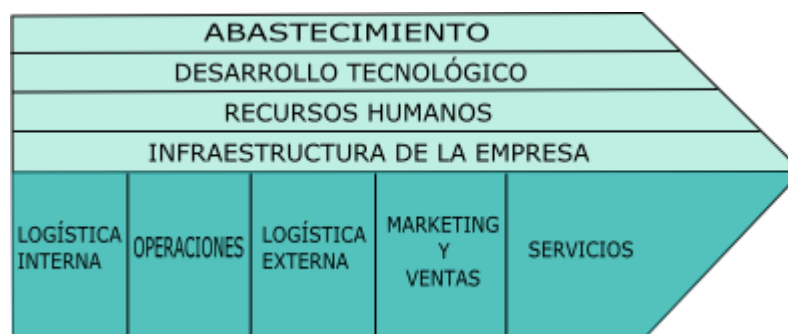 ABASTECIMIENTO
DESARROLLO TECNOLÓGICO
RECURSOS HUMANOS
INFRAESTRUCTURA DE LA EMPRESA
LOGÍSTICA
INTERNA
OPERACIONES
LOGÍSTICA
EXTERNA
MARKETING
Y
VENTAS
SERVICIOS